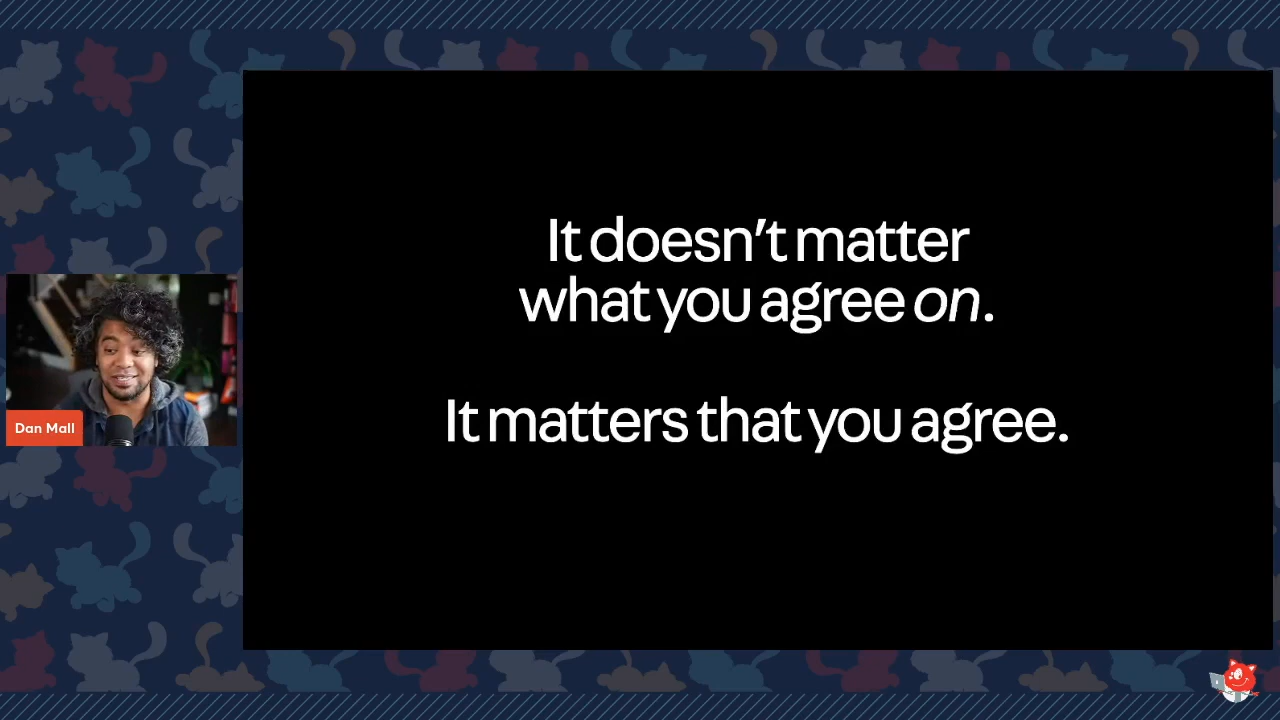 It doesn’t matter
what you agree on.
It matters that you agree.
Dan Mall